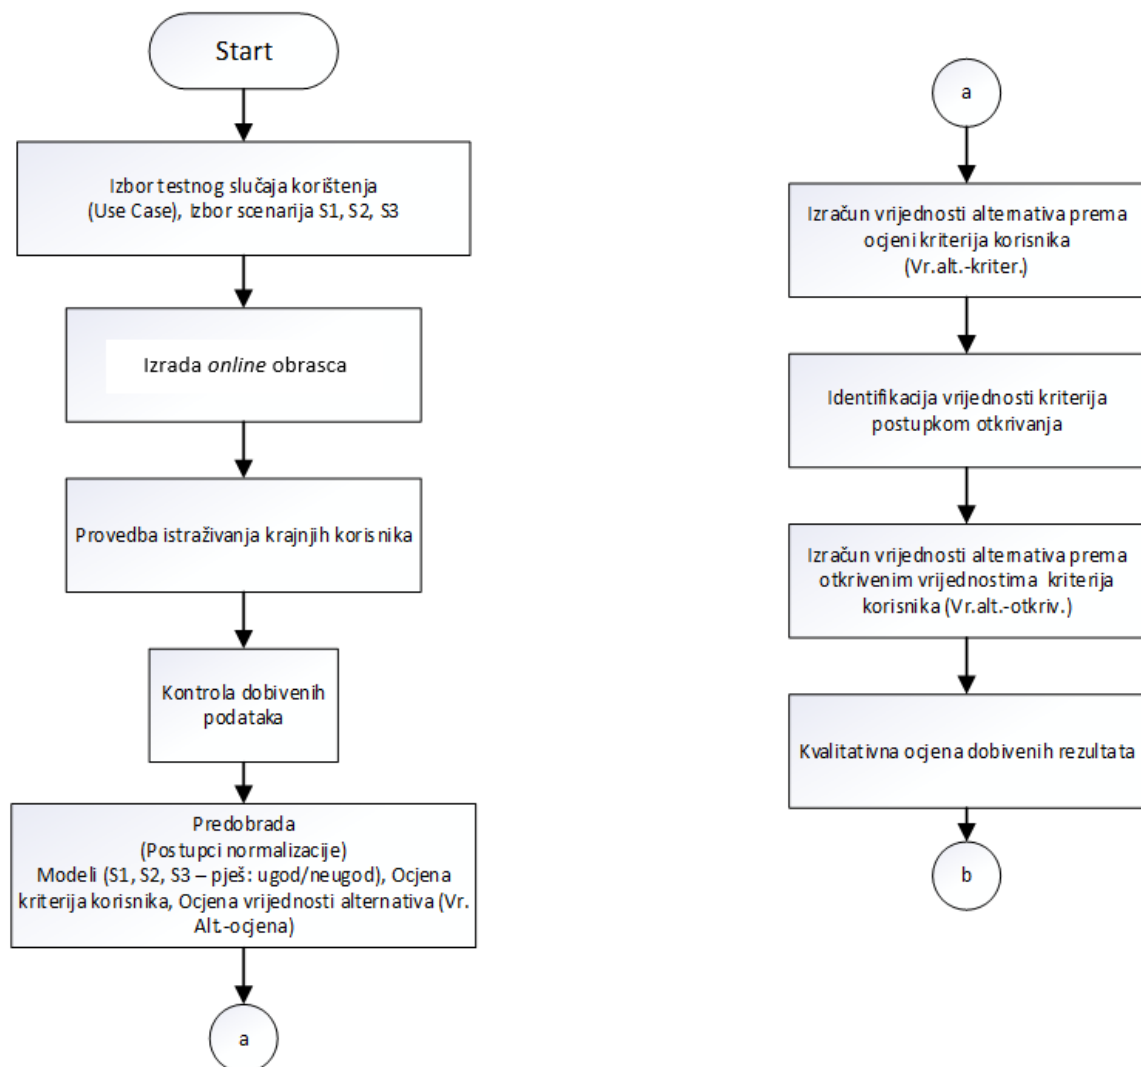 Start
Izbor testnog slučaja korištenja
(Use Case), Izbor scenarija S1, S2, S3
Izrada online obrasca
Provedba istraživanja krajnjih korisnika
Kontrola dobivenih
podataka
Predobrada
(Postupci normalizacije)
Modeli (S1, S2, S3 – pješ: ugod/neugod), Ocjena
kriterija korisnika, Ocjena vrijednosti alternativa (Vr.
Alt.-ocjena)
a
a
Izračun vrijednosti alternativa prema
ocjeni kriterija korisnika
(Vr.alt.-kriter.)
Identifikacija vrijednosti kriterija
postupkom otkrivanja
Izračun vrijednosti alternativa prema
otkrivenim vrijednostima kriterija
korisnika (Vr.alt.-otkriv.)
Kvalitativna ocjena dobivenih rezultata
b